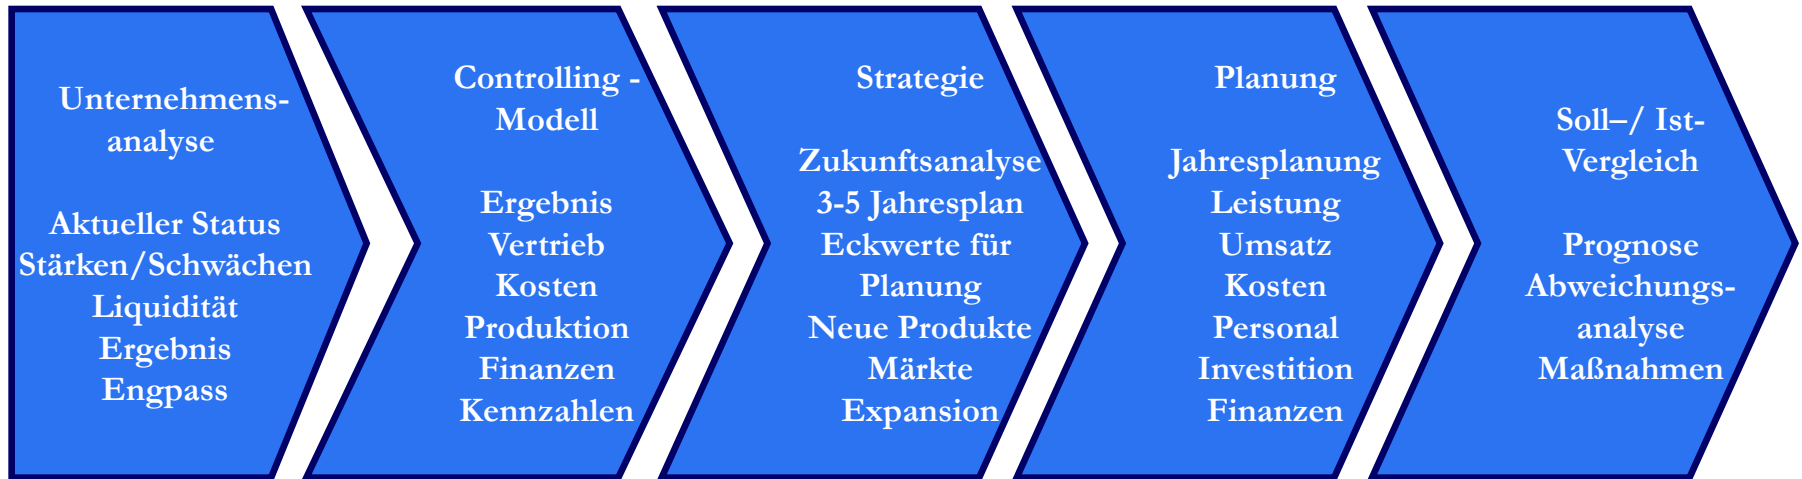 Unternehmens-
analyse
Aktueller Status
Stärken/Schwächen
Liquidität
Ergebnis
Engpass
Controlling -
Modell
Ergebnis
Vertrieb
Kosten
Produktion
Finanzen
Kennzahlen
Strategie
Zukunftsanalyse
3-5 Jahresplan
Eckwerte für
Planung
Neue Produkte
Märkte
Expansion
Planung
Jahresplanung
Leistung
Umsatz
Kosten
Personal
Investition
Finanzen
Soll–/ Ist-
Vergleich
Prognose
Abweichungs-
analyse
Maßnahmen